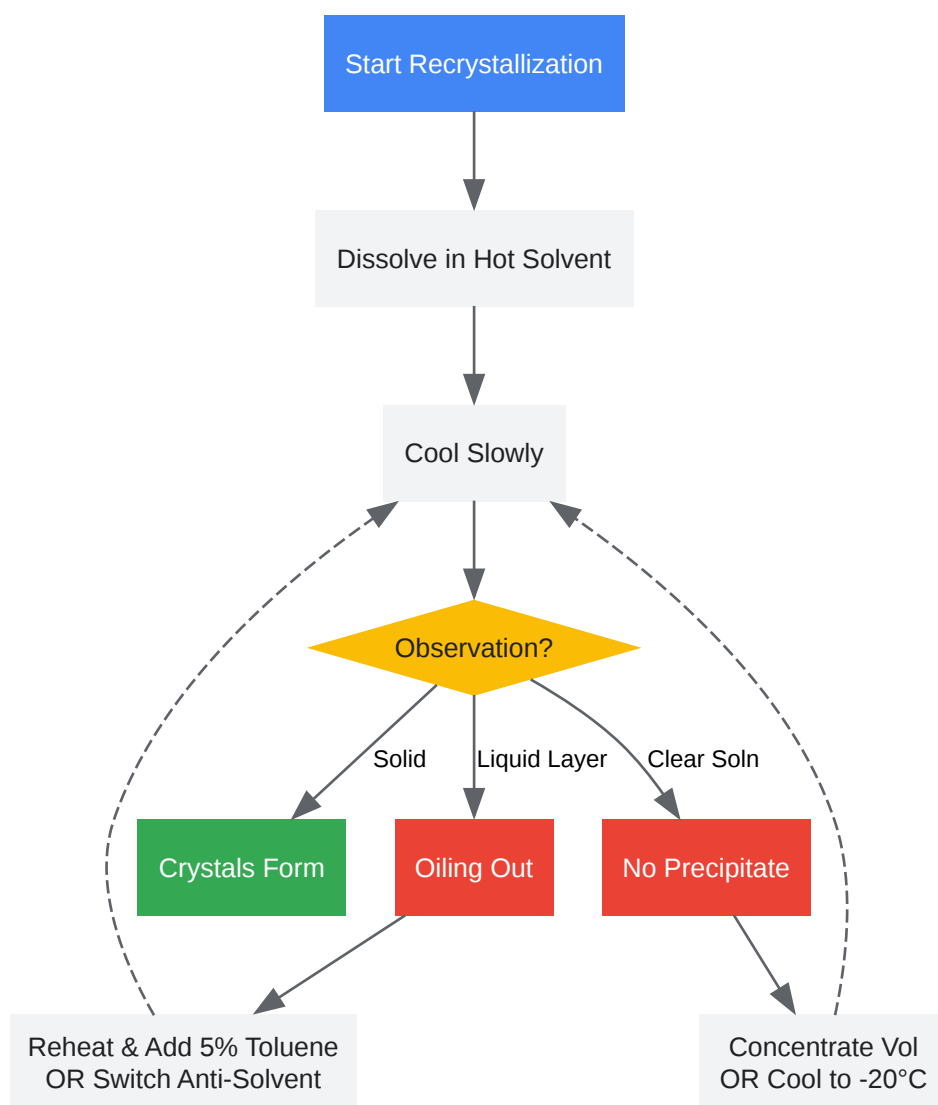 Start Recrystallization
Dissolve in Hot Solvent
Cool Slowly
Observation?
Solid
Liquid Layer
Clear Soln
Crystals Form
Oiling Out
No Precipitate
Reheat & Add 5% Toluene
OR Switch Anti-Solvent
Concentrate Vol
OR Cool to -20°C